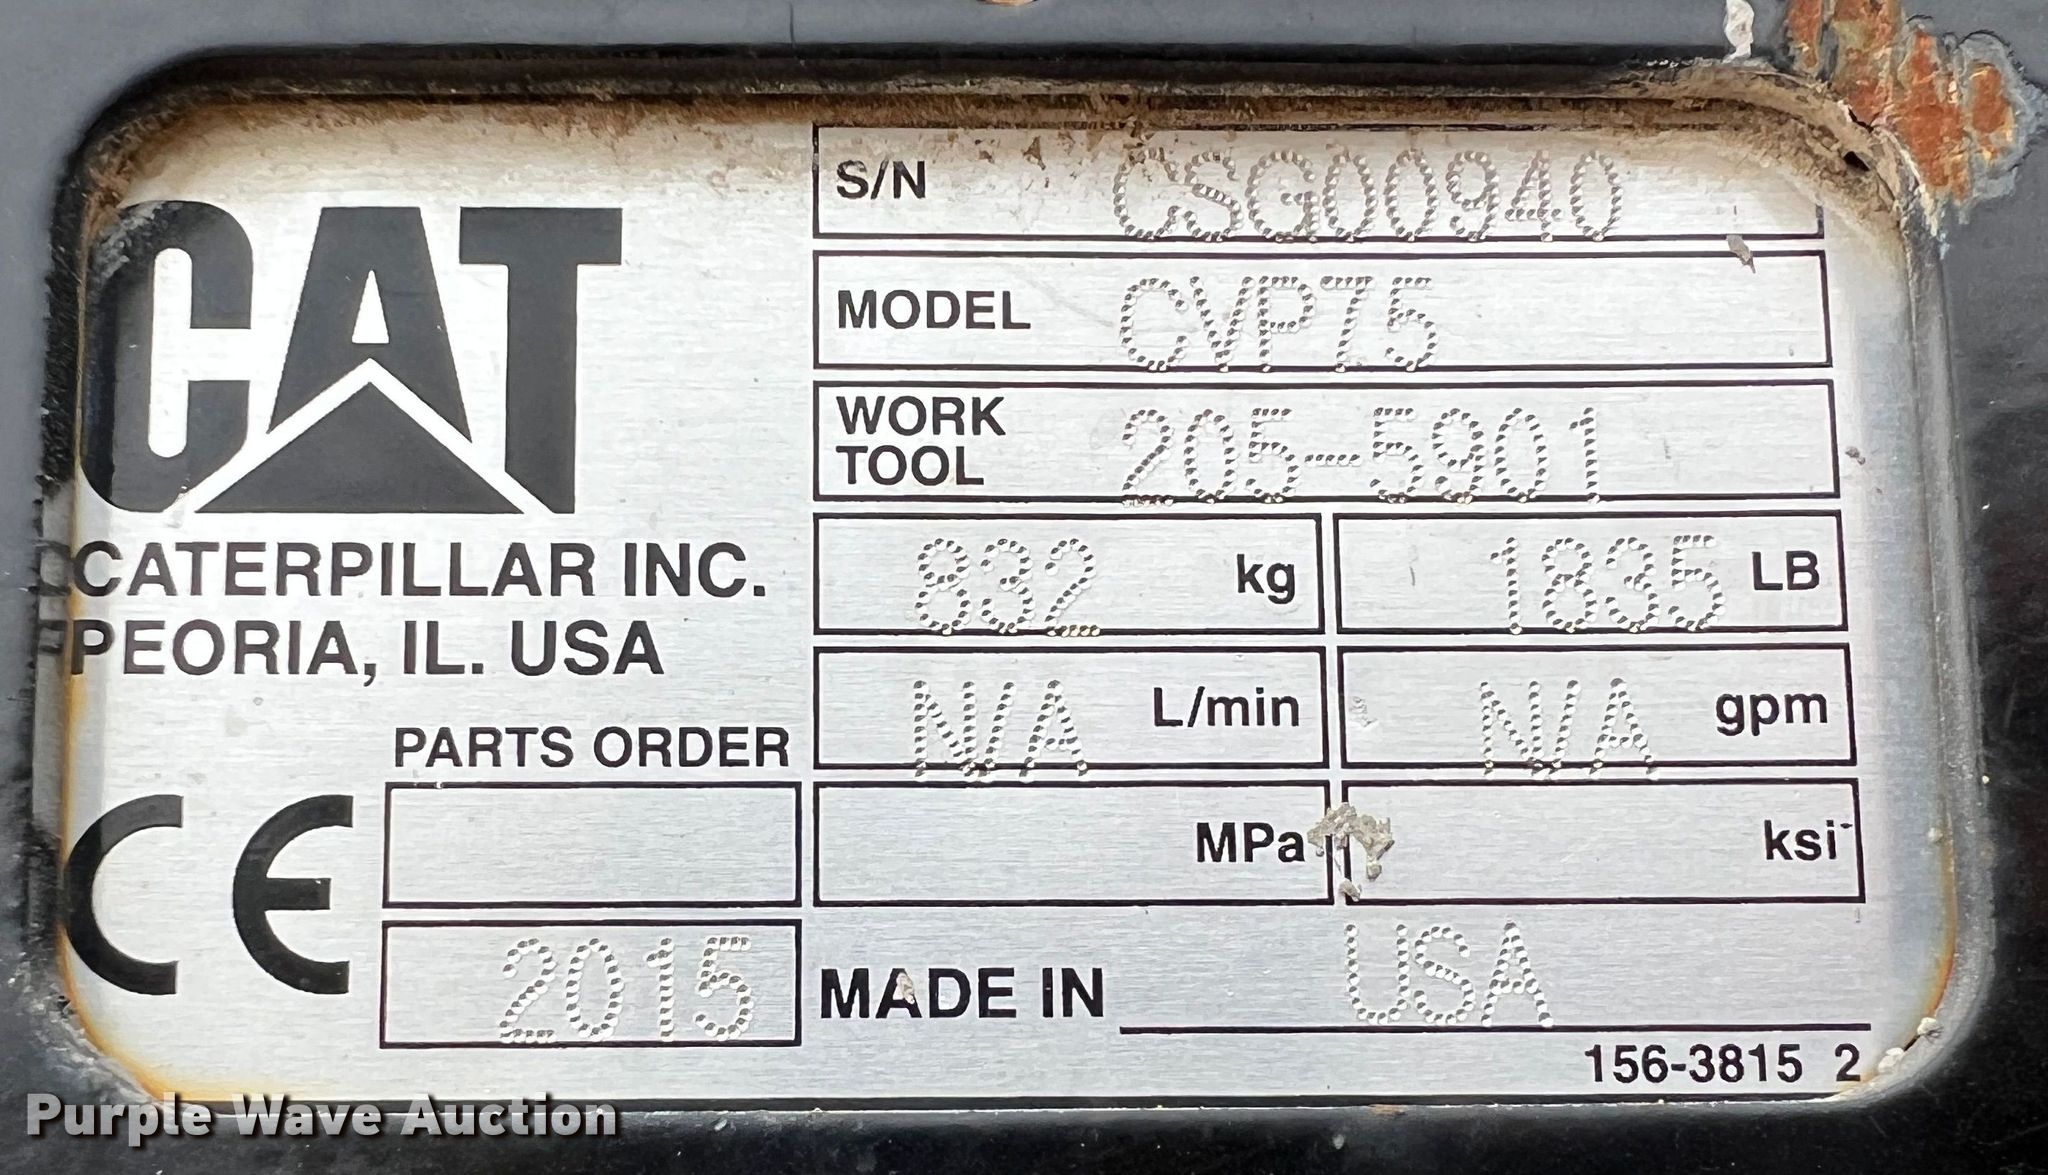 CAT
CATERPILLAR INC.
PEORIA, IL. USA
S/N CSG00940
MODEL CVP75
WORK TOOL 205-5901
832 kg 1835 LB
N/A L/min N/A gpm
MPa ksi
PARTS ORDER
CE
2015
MADE IN USA
156-3815 2
Purple Wave Auction